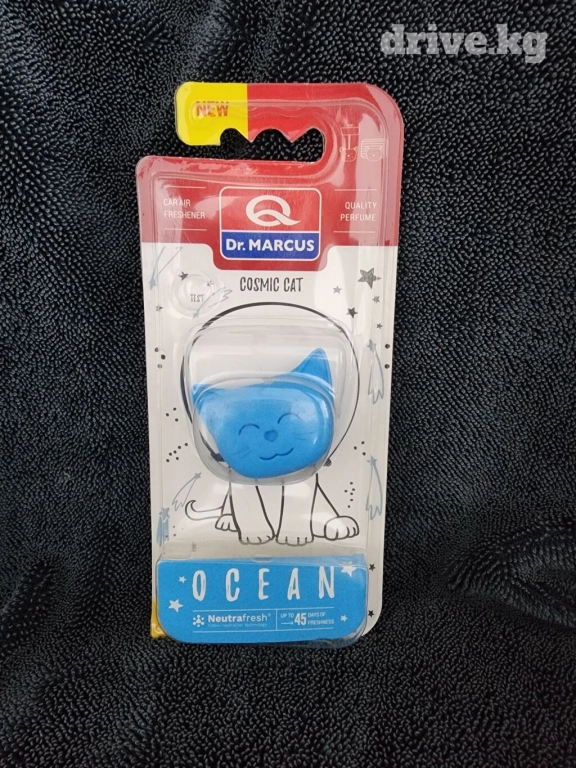 drive.kg
NEW
CAR AIR
FRESHENER
QUALITY
PERFUME
Dr. MARCUS
COSMIC CAT
TEST
OCEAN
Neutrafresh®
UP TO
45 DAYS OF
FRESHNESS